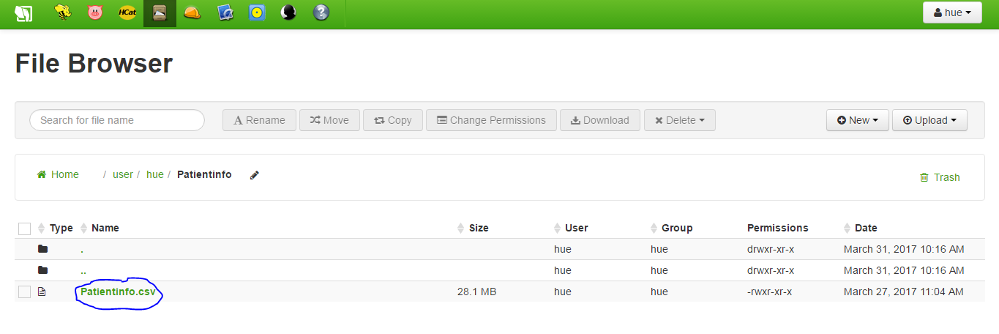 HCat
?
hue
File Browser
Search for file name
Rename Move Copy Change Permissions Download Delete New Upload
Home / user / hue / Patientinfo
Trash
Type Name Size User Group Permissions Date
. hue hue drwxr-xr-x March 31, 2017 10:16 AM
.. hue hue drwxr-xr-x March 31, 2017 10:16 AM
Patientinfo.csv 28.1 MB hue hue -rwxr-xr-x March 27, 2017 11:04 AM